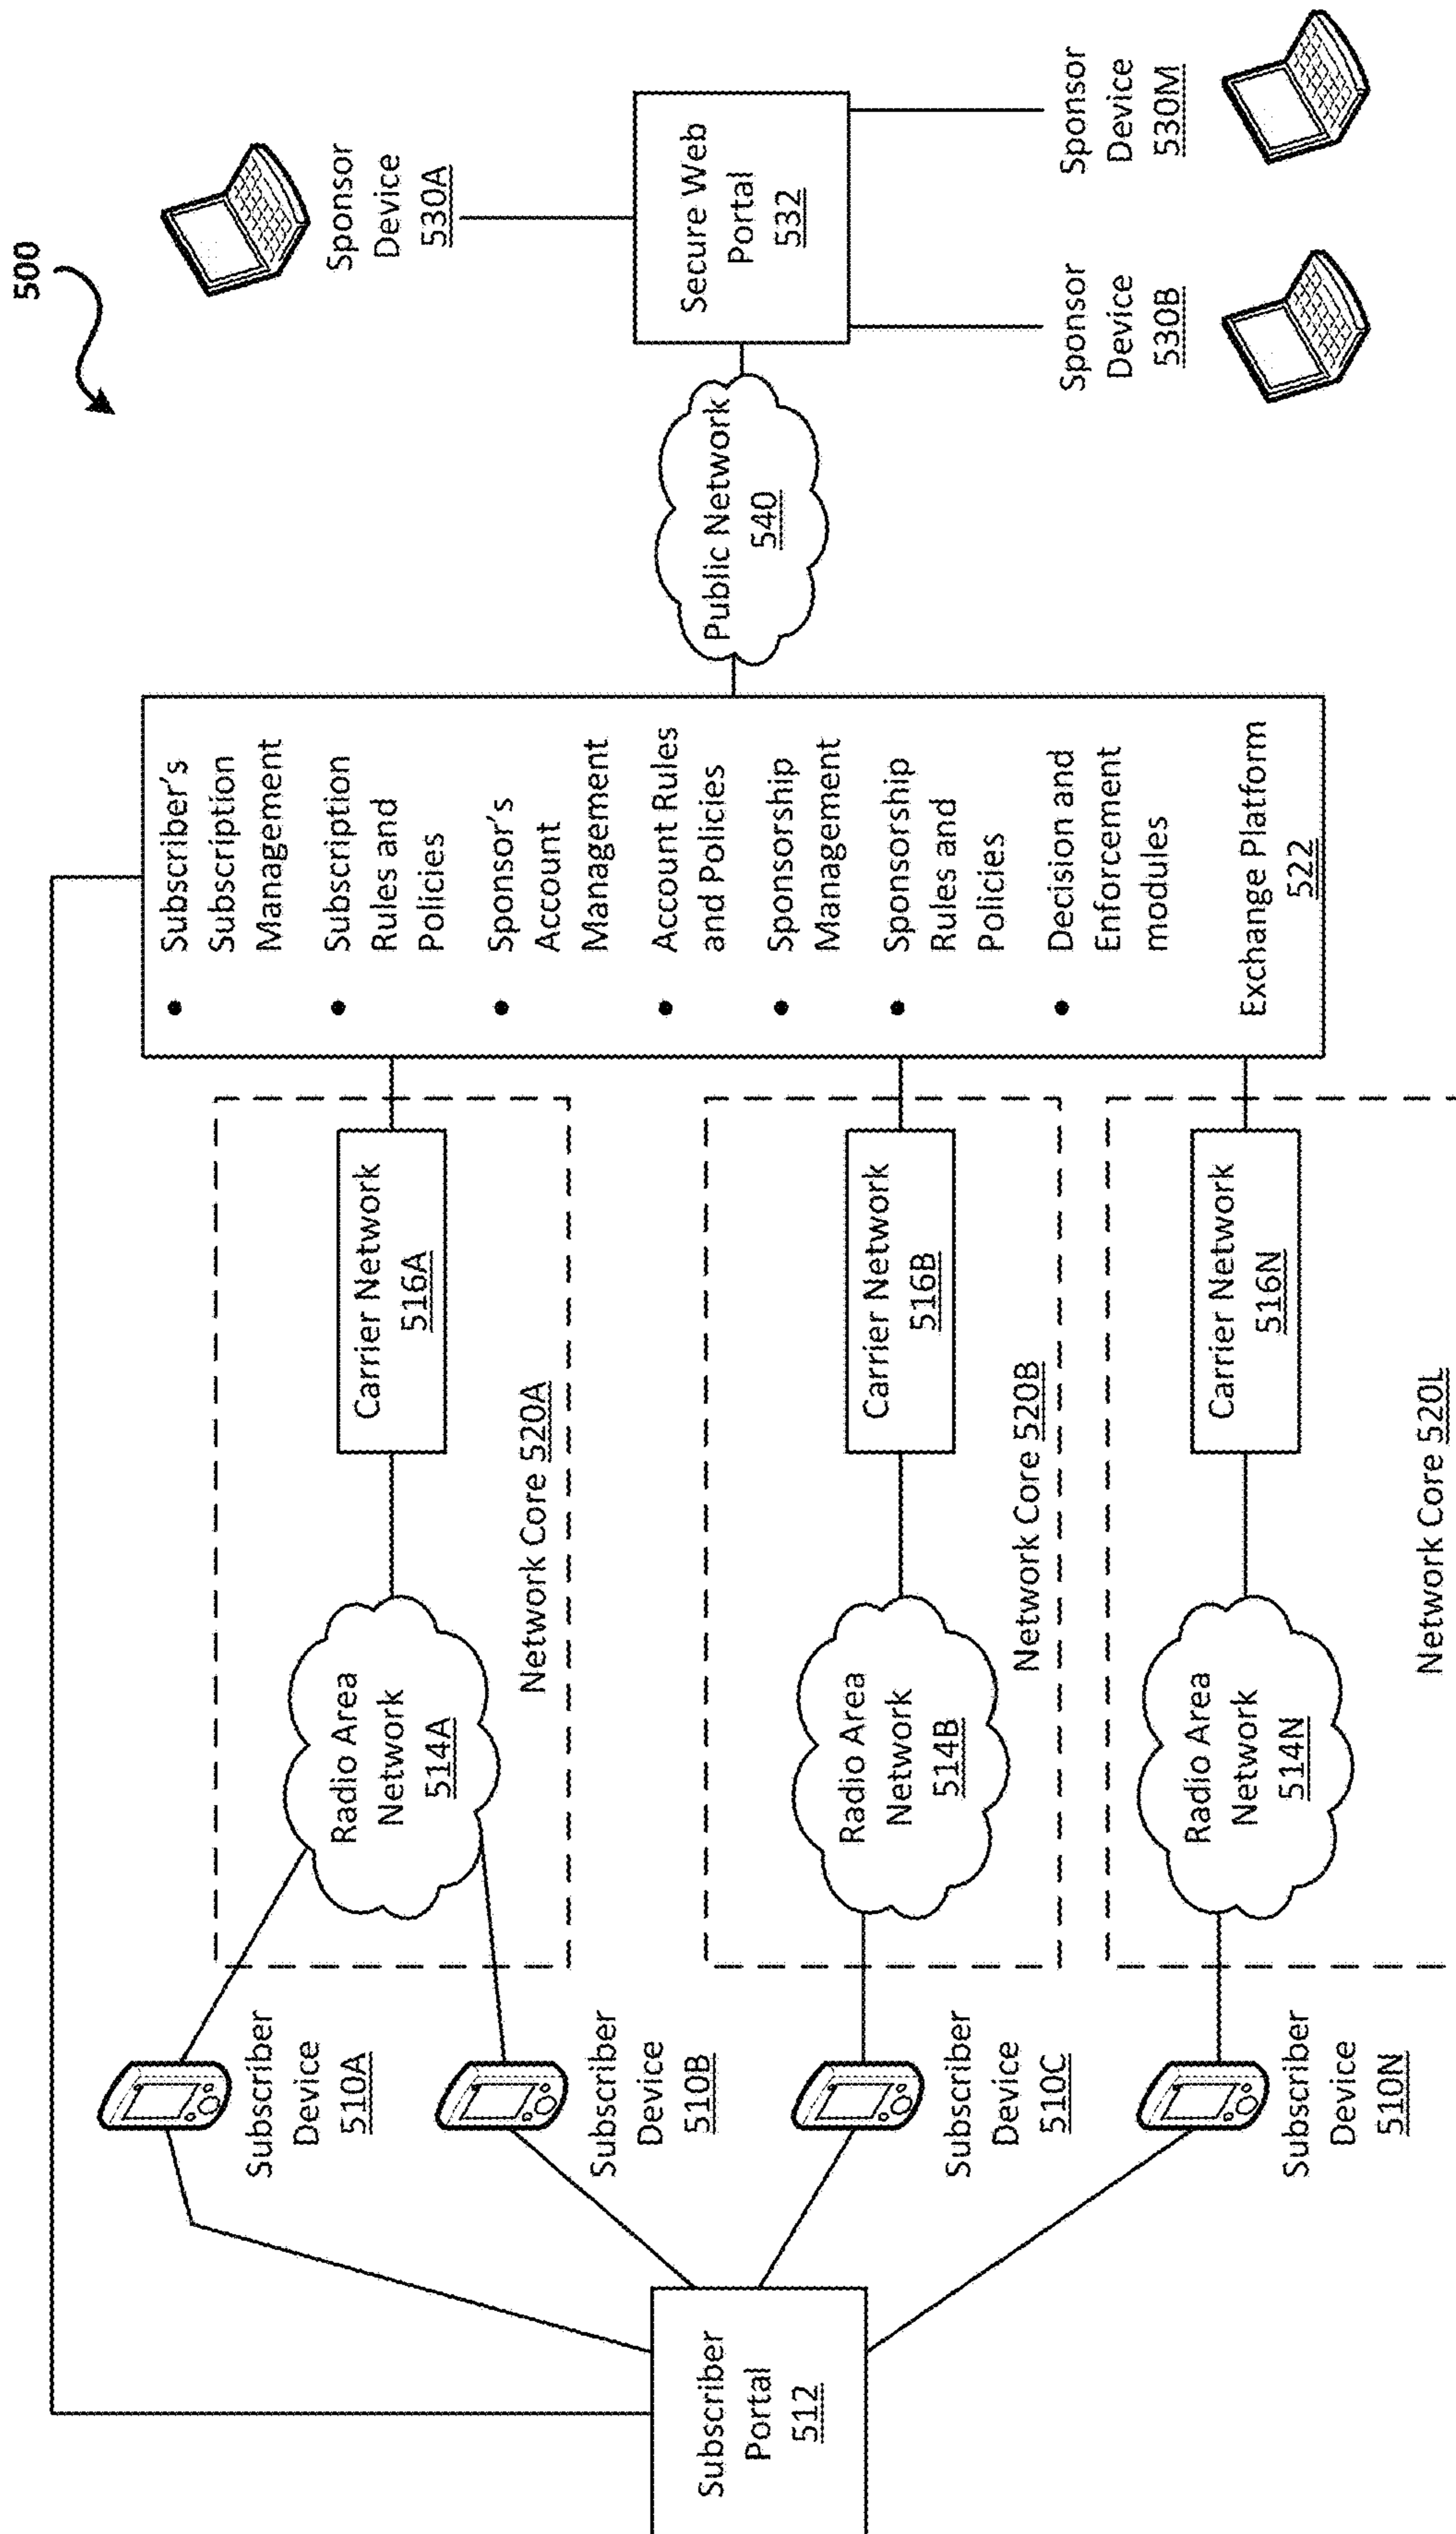 500
Subscriber
Portal
512
Subscriber
Device
510A
Subscriber
Device
510B
Subscriber
Device
510C
Subscriber
Device
510N
Radio Area
Network
514A
Carrier Network
516A
Network Core 520A
Radio Area
Network
514B
Carrier Network
516B
Network Core 520B
Radio Area
Network
514N
Carrier Network
516N
Network Core 520L
• Subscriber's
Subscription
Management
• Subscription
Rules and
Policies
• Sponsor's
Account
Management
• Account Rules
and Policies
• Sponsorship
Management
• Sponsorship
Rules and
Policies
• Decision and
Enforcement
modules
Exchange Platform
522
Public Network
540
Secure Web
Portal
532
Sponsor
Device
530A
Sponsor
Device
530B
Sponsor
Device
530M